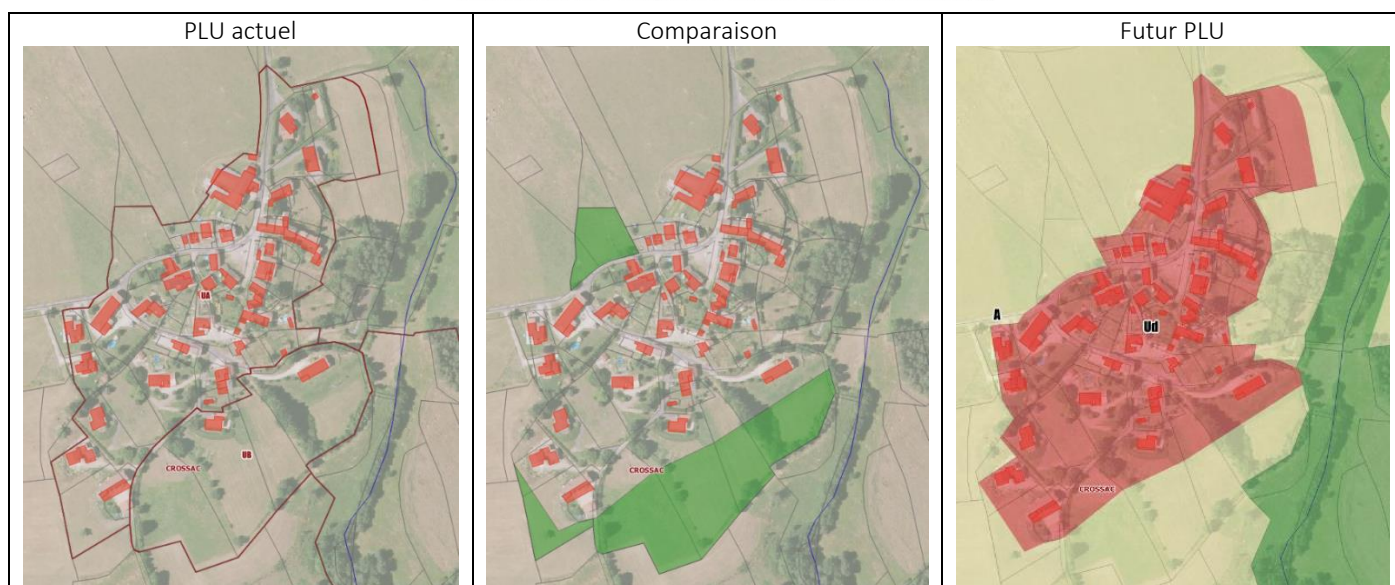 PLU actuel
Comparaison
Futur PLU
UA
UB
CROSSAC
CROSSAC
A
Ud
CROSSAC